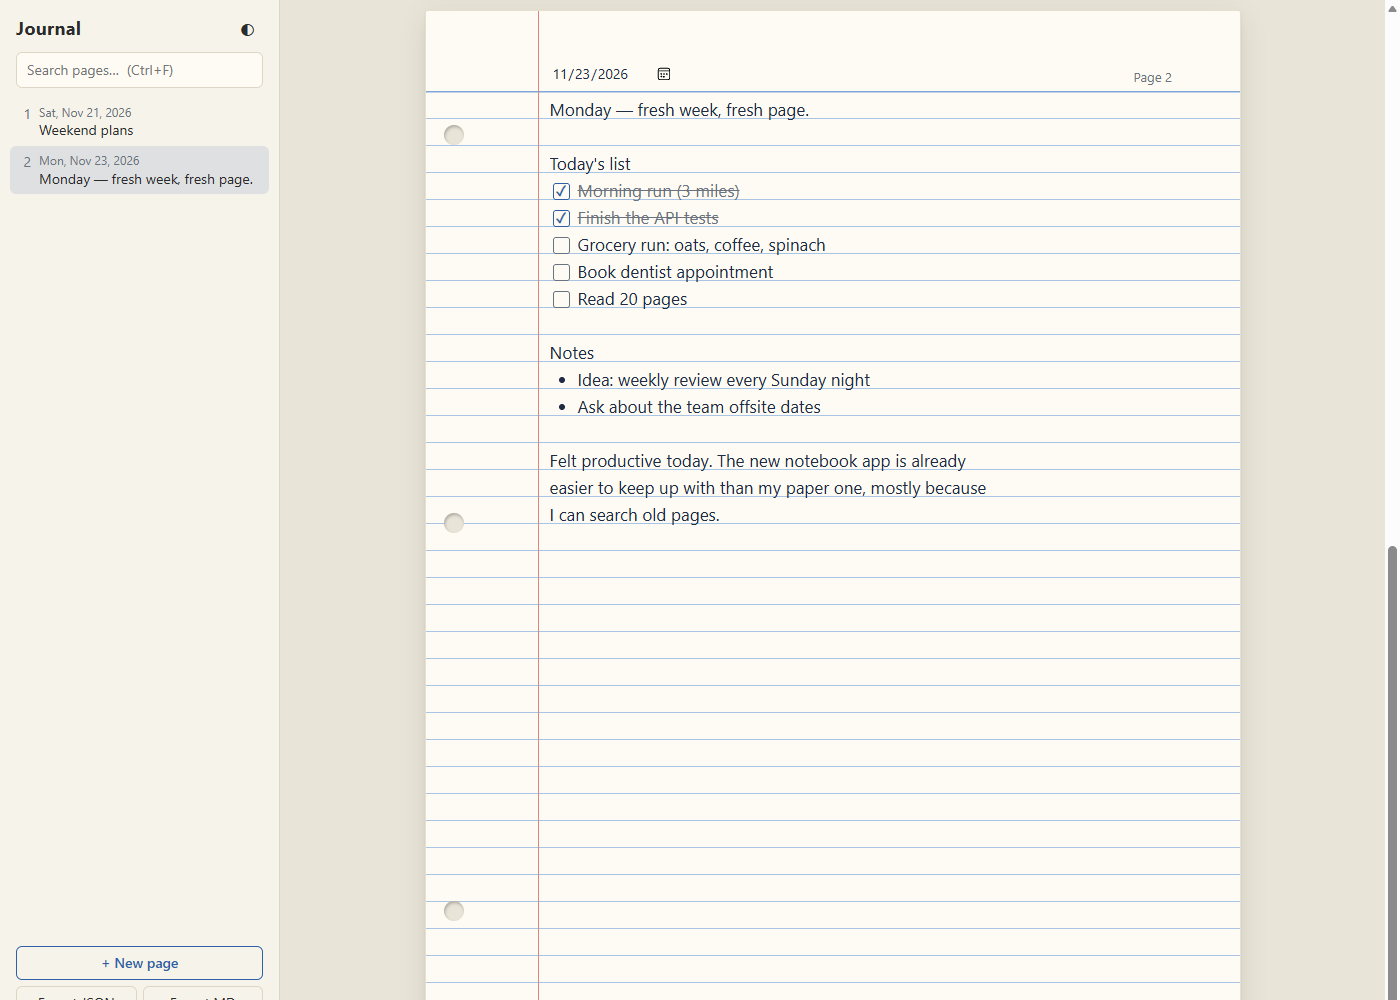 Journal
Search pages... (Ctrl+F)
1 Sat, Nov 21, 2026
Weekend plans
2 Mon, Nov 23, 2026
Monday — fresh week, fresh page.
+ New page
Export JSON Export MD
11/23/2026
Page 2
Monday — fresh week, fresh page.
Today's list
Morning run (3 miles)
Finish the API tests
Grocery run: oats, coffee, spinach
Book dentist appointment
Read 20 pages
Notes
• Idea: weekly review every Sunday night
• Ask about the team offsite dates
Felt productive today. The new notebook app is already
easier to keep up with than my paper one, mostly because
I can search old pages.